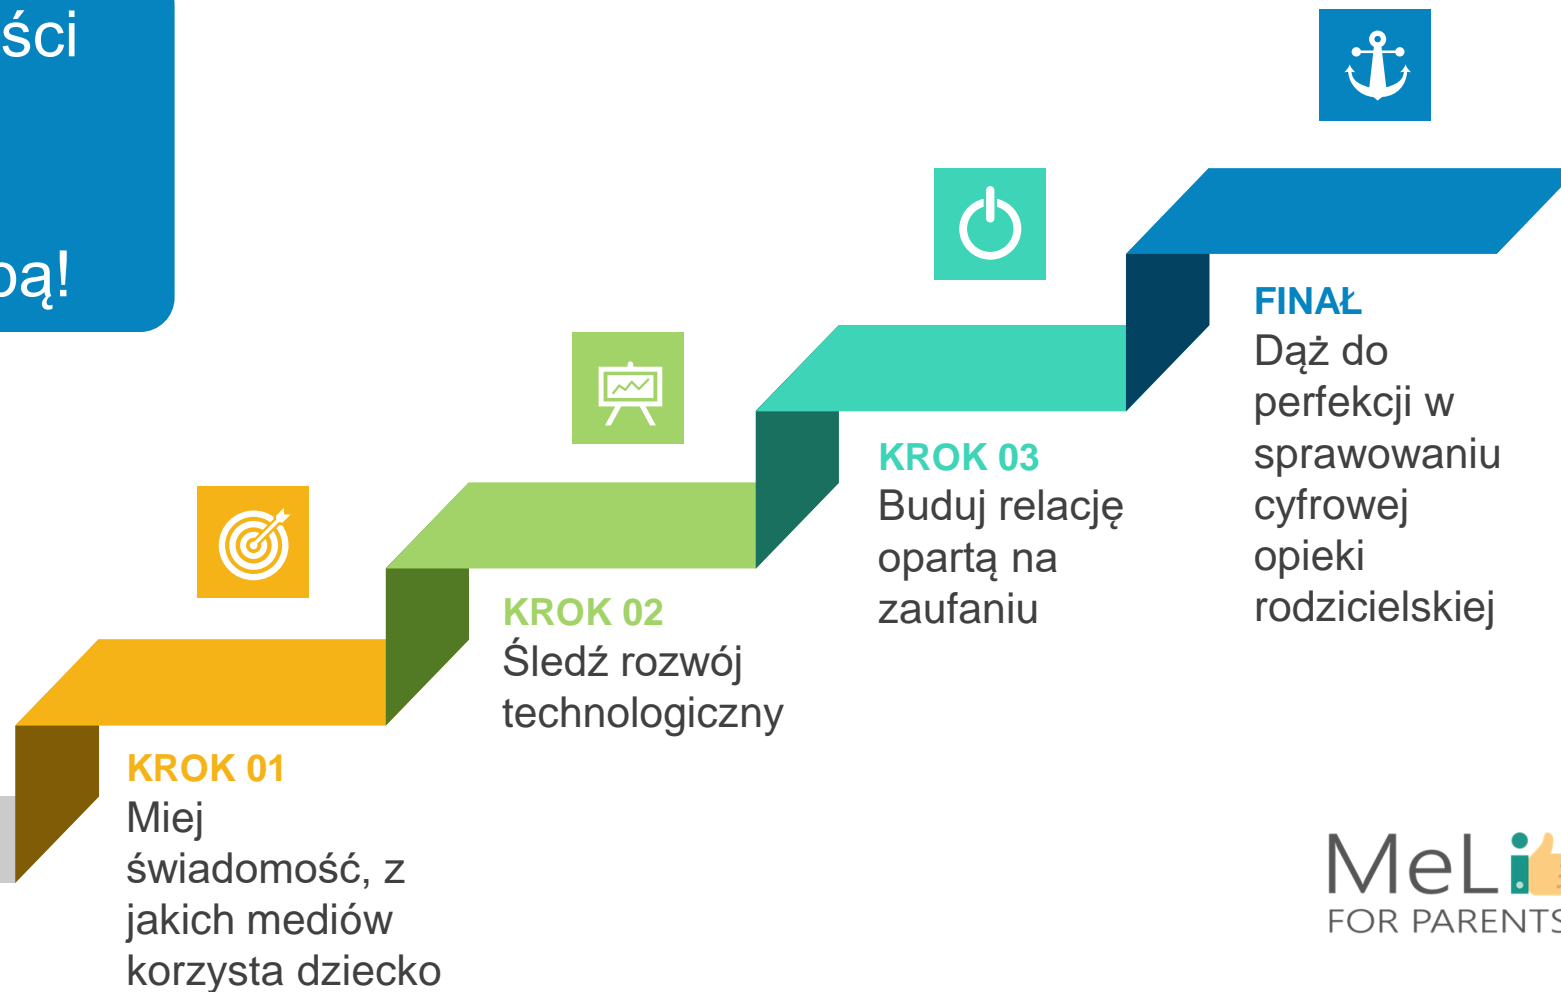 ści
bą!
FINAŁ
Dąż do
perfekcji w
sprawowaniu
cyfrowej
opieki
rodzicielskiej
KROK 03
Buduj relację
opartą na
zaufaniu
KROK 02
Śledź rozwój
technologiczny
KROK 01
Miej
świadomość, z
jakich mediów
korzysta dziecko
MeLi
FOR PARENTS